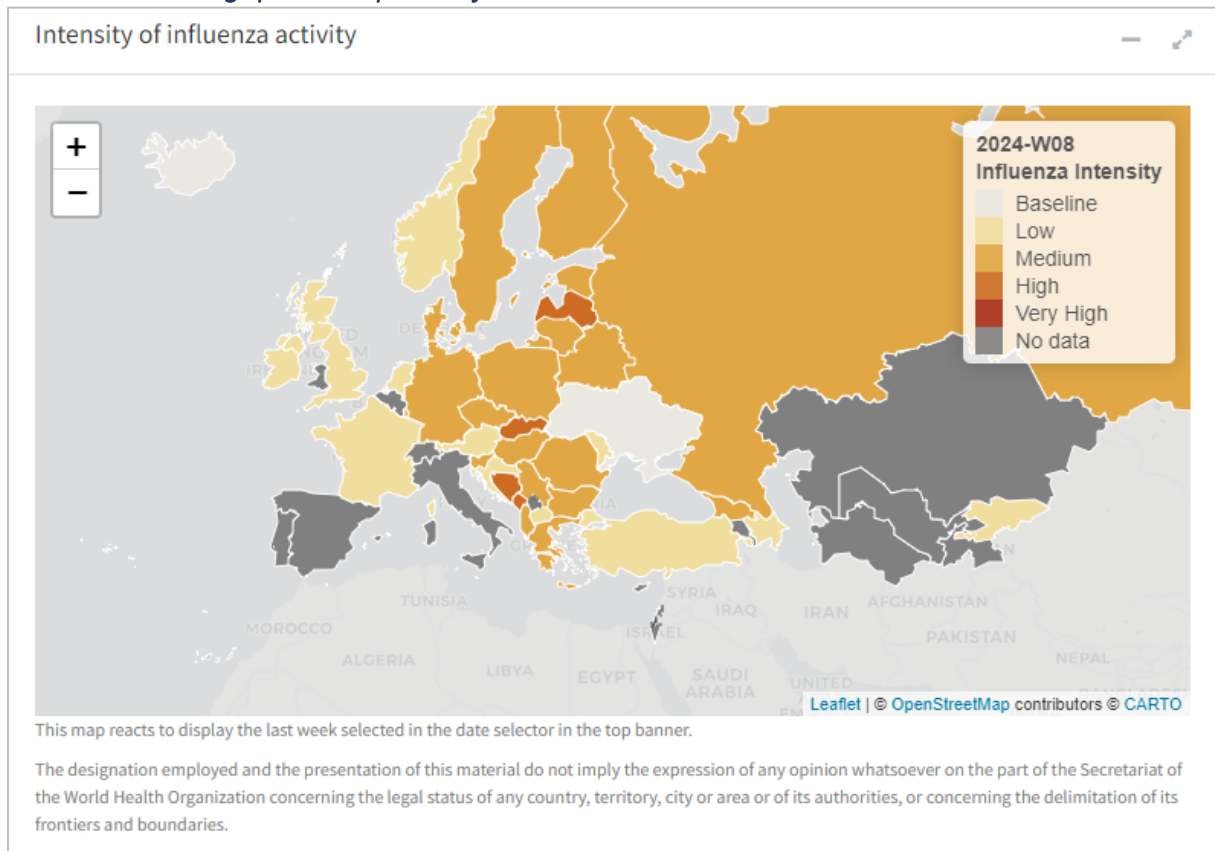 Intensity of influenza activity
+
−
2024-W08
Influenza Intensity
Baseline
Low
Medium
High
Very High
No data
TUNISIA
SYRIA
IRAQ
IRAN
AFGHANISTAN
MOROCCO
ISRAEL
PAKISTAN
ALGERIA
LIBYA
EGYPT
SAUDI
ARABIA
UNITED
NEPAL
Leaflet | © OpenStreetMap contributors © CARTO
This map reacts to display the last week selected in the date selector in the top banner.
The designation employed and the presentation of this material do not imply the expression of any opinion whatsoever on the part of the Secretariat of
the World Health Organization concerning the legal status of any country, territory, city or area or of its authorities, or concerning the delimitation of its
frontiers and boundaries.